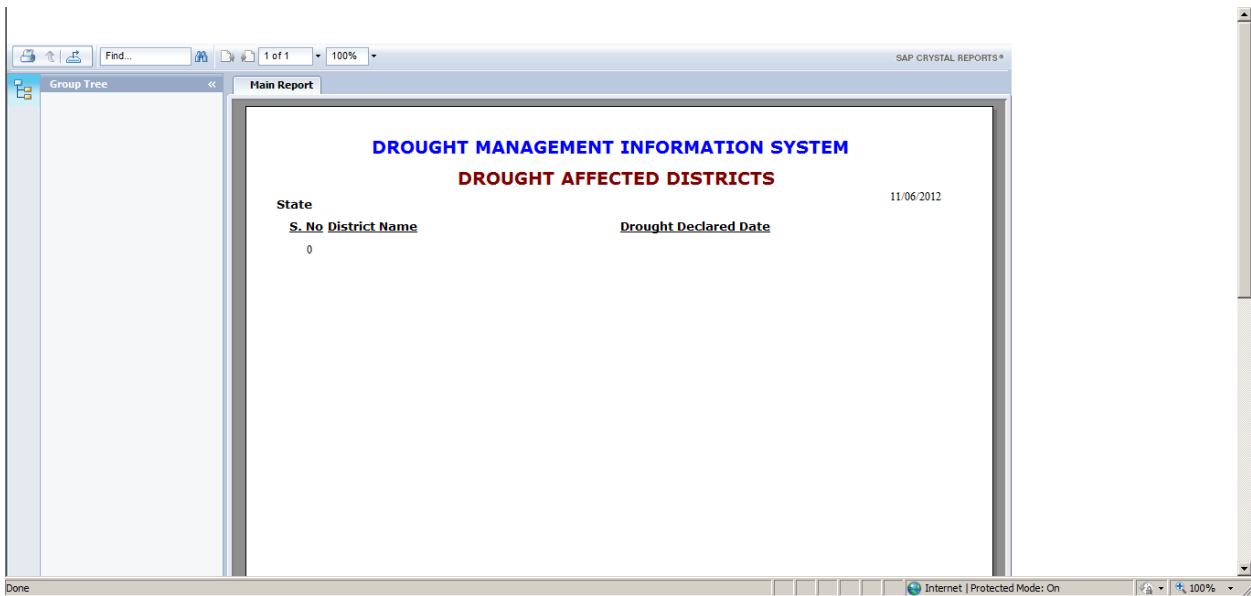 Find...
1 of 1
100%
SAP CRYSTAL REPORTS®
Group Tree
«
Main Report
DROUGHT MANAGEMENT INFORMATION SYSTEM
DROUGHT AFFECTED DISTRICTS
11/06/2012
State
S. No District Name Drought Declared Date
0
Done Internet | Protected Mode: On 100%